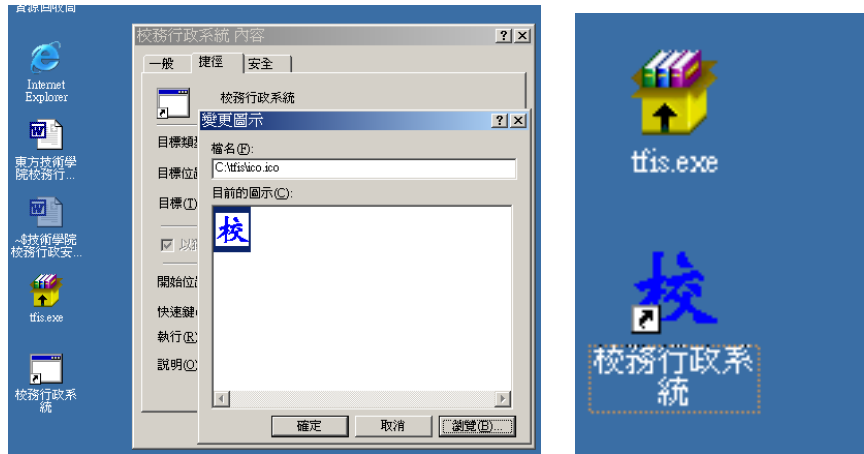 資源回收筒
Internet
Explorer
東方技術學
院校務行...
~$技術學院
校務行政安...
tfis.exe
校務行政系
統
校務行政系統 內容
一般
捷徑
安全
校務行政系統
目標類
目標位
目標(T)
開始位
快速鍵
執行(R)
說明(O)
變更圖示
檔名(F):
C:\tfis\ico.ico
目前的圖示(C):
校
確定
取消
瀏覽(B)...
tfis.exe
校
校務行政系
統